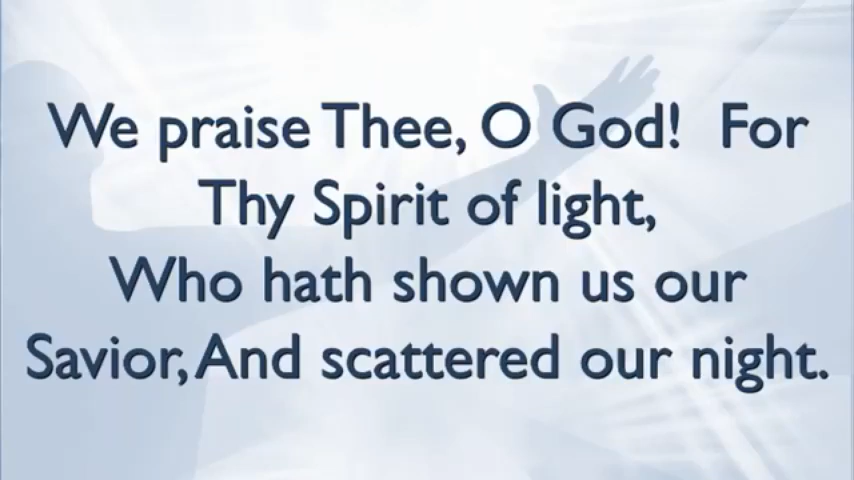 We praise Thee, O God! For
Thy Spirit of light,
Who hath shown us our
Savior, And scattered our night.